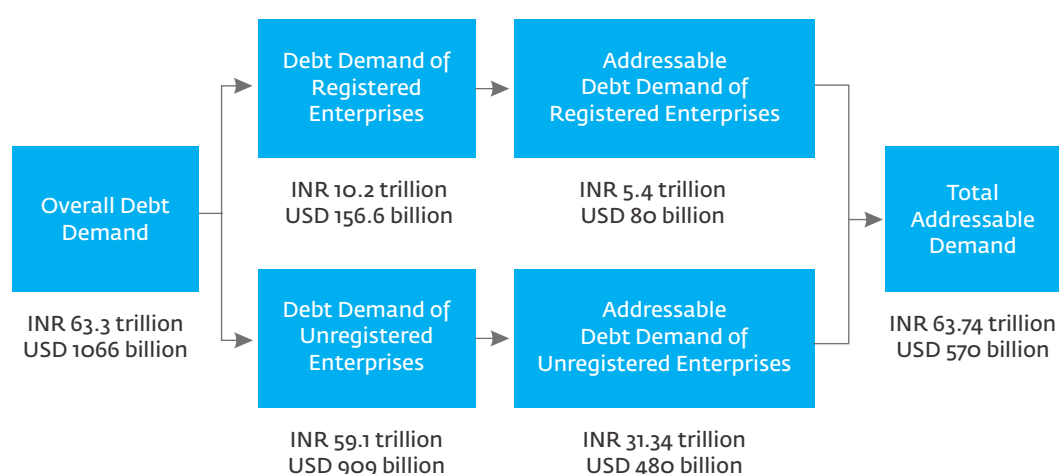 Overall Debt
Demand
INR 63.3 trillion
USD 1066 billion
Debt Demand of
Registered
Enterprises
INR 10.2 trillion
USD 156.6 billion
Addressable
Debt Demand of
Registered Enterprises
INR 5.4 trillion
USD 80 billion
Debt Demand of
Unregistered
Enterprises
INR 59.1 trillion
USD 909 billion
Addressable
Debt Demand of
Unregistered Enterprises
INR 31.34 trillion
USD 480 billion
Total
Addressable
Demand
INR 63.74 trillion
USD 570 billion